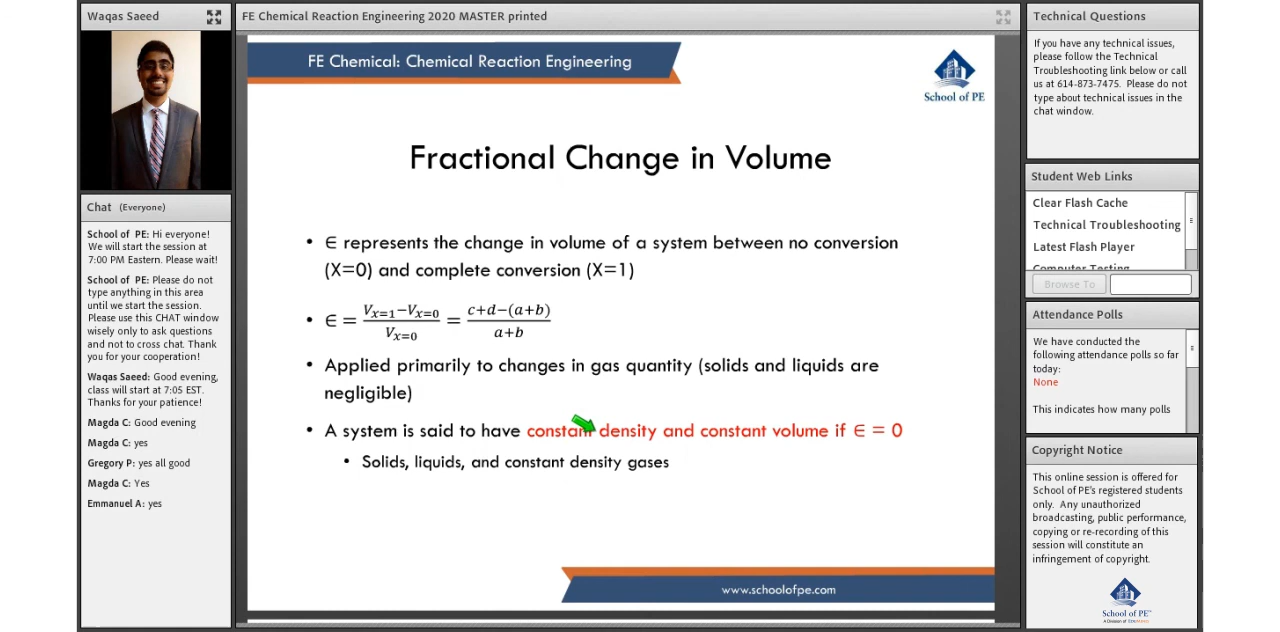 Waqas Saeed
Chat (Everyone)
School of PE: Hi everyone!
We will start the session at
7:00 PM Eastern. Please wait!
School of PE: Please do not
type anything in this area
until we start the session.
Please use this CHAT window
wisely only to ask questions
and not to cross chat. Thank
you for your cooperation!
Waqas Saeed: Good evening,
class will start at 7:05 EST.
Thanks for your patience!
Magda C: Good evening
Magda C: yes
Gregory P: yes all good
Magda C: Yes
Emmanuel A: yes
FE Chemical Reaction Engineering 2020 MASTER printed
FE Chemical: Chemical Reaction Engineering
School of PE
Fractional Change in Volume
• ∈ represents the change in volume of a system between no conversion
(X=0) and complete conversion (X=1)
• ∈ = (V_{X=1} − V_{X=0}) / V_{X=0} = (c+d−(a+b)) / (a+b)
• Applied primarily to changes in gas quantity (solids and liquids are
negligible)
• A system is said to have constant density and constant volume if ∈ = 0
• Solids, liquids, and constant density gases
www.schoolofpe.com
Technical Questions
If you have any technical issues,
please follow the Technical
Troubleshooting link below or call
us at 614-873-7475. Please do not
type about technical issues in the
chat window.
Student Web Links
Clear Flash Cache
Technical Troubleshooting
Latest Flash Player
Computer Testing
Browse To
Attendance Polls
We have conducted the
following attendance polls so far
today:
None
This indicates how many polls
Copyright Notice
This online session is offered for
School of PE's registered students
only. Any unauthorized
broadcasting, public performance,
copying or re-recording of this
session will constitute an
infringement of copyright.
School of PE™